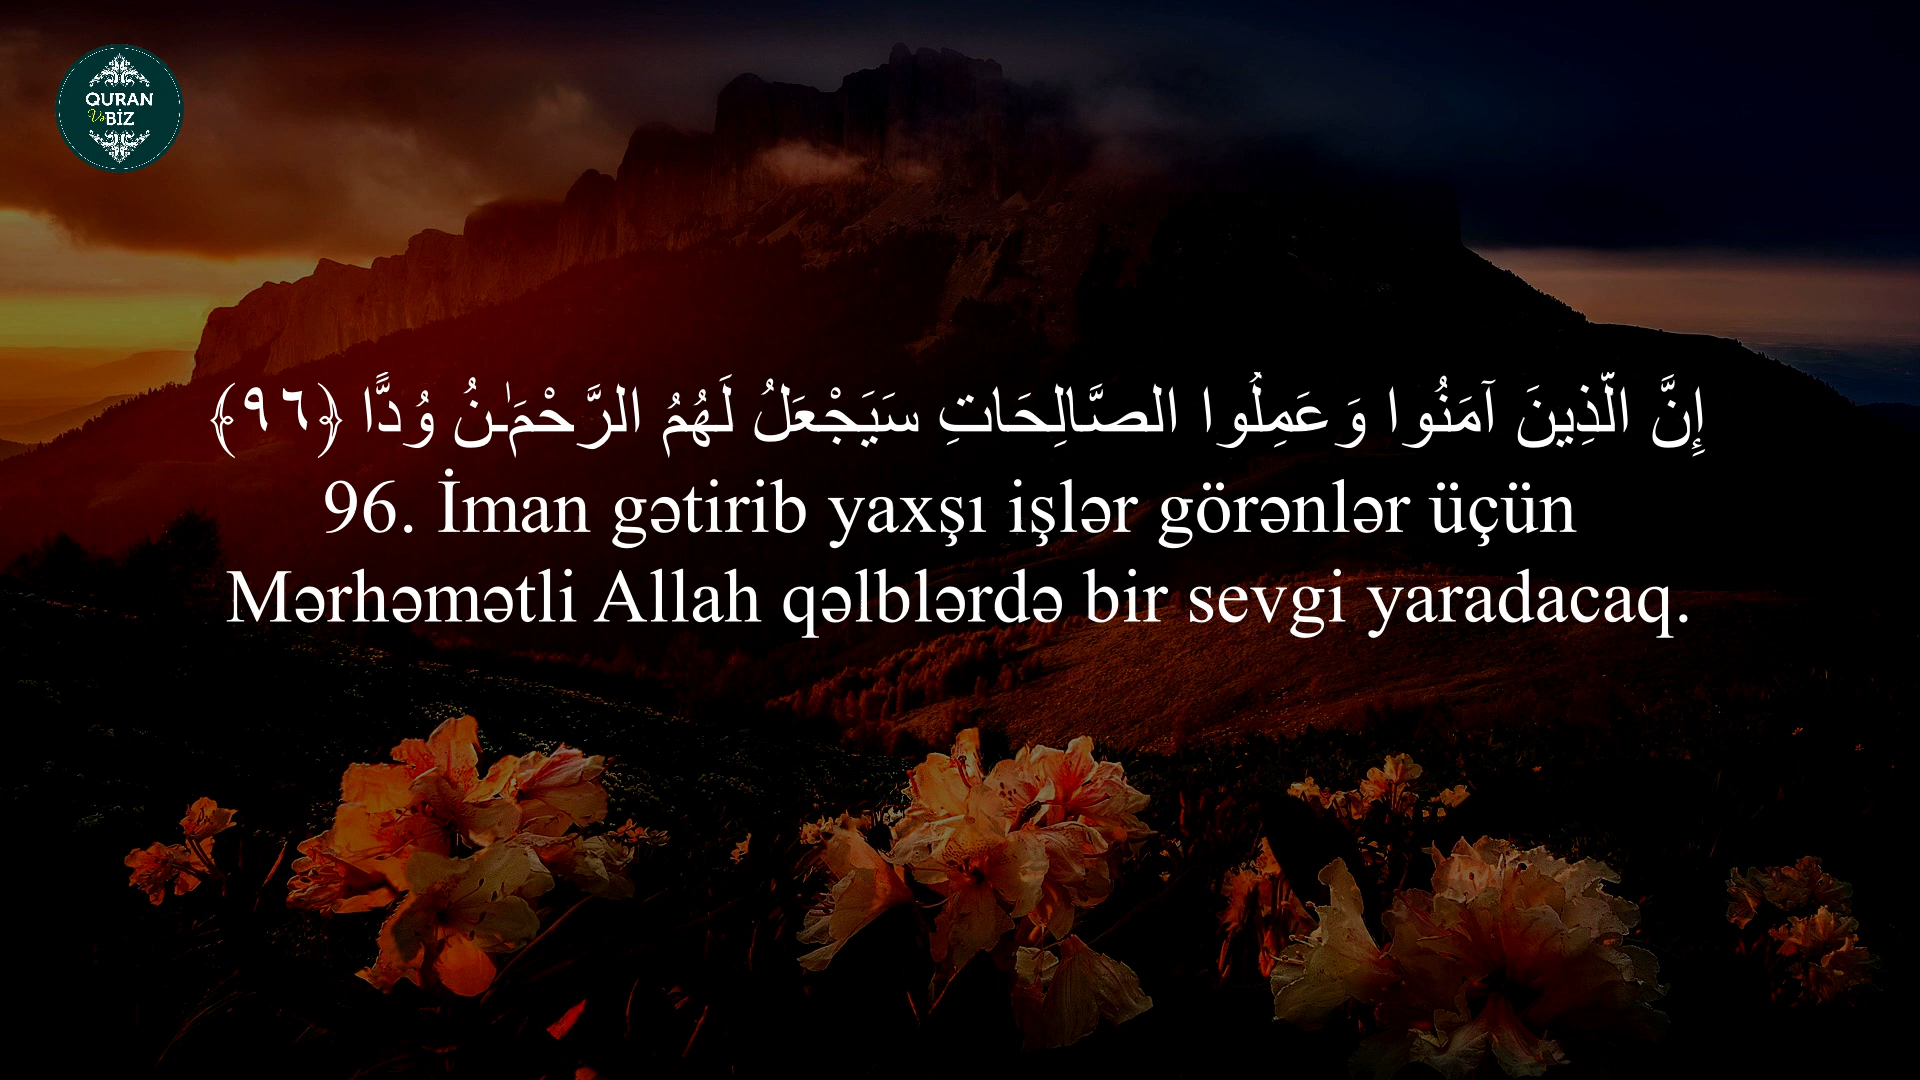 QURAN
Və BİZ
إِنَّ الَّذِينَ آمَنُوا وَعَمِلُوا الصَّالِحَاتِ سَيَجْعَلُ لَهُمُ الرَّحْمَـٰنُ وُدًّا ﴿٩٦﴾
96. İman gətirib yaxşı işlər görənlər üçün
Mərhəmətli Allah qəlblərdə bir sevgi yaradacaq.